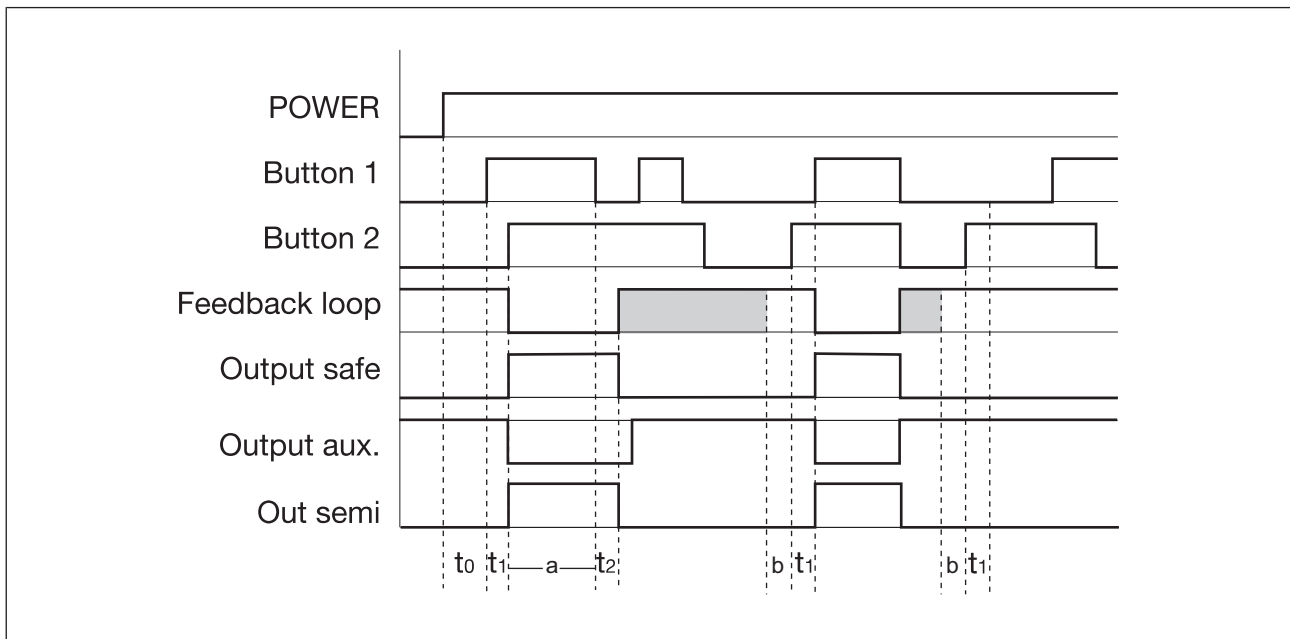 POWER
Button 1
Button 2
Feedback loop
Output safe
Output aux.
Out semi
t0 t1 a t2 b t1 b t1